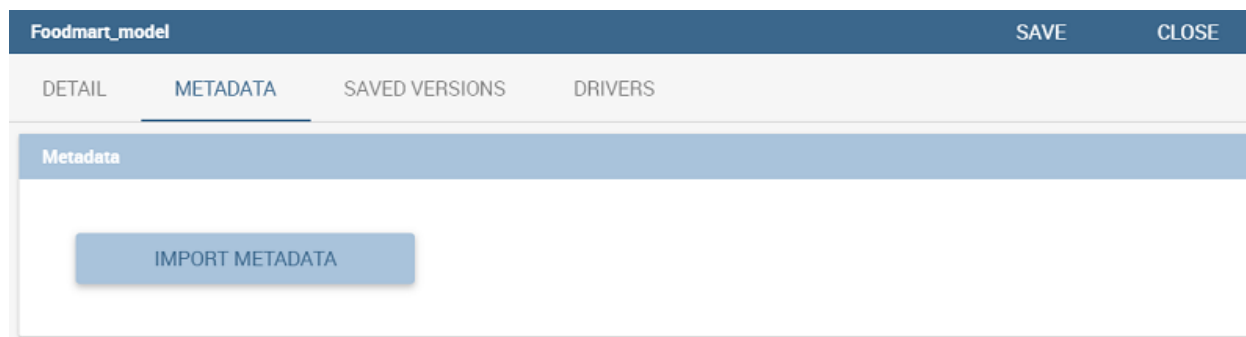 Foodmart_model SAVE CLOSE
DETAIL METADATA SAVED VERSIONS DRIVERS
Metadata
IMPORT METADATA